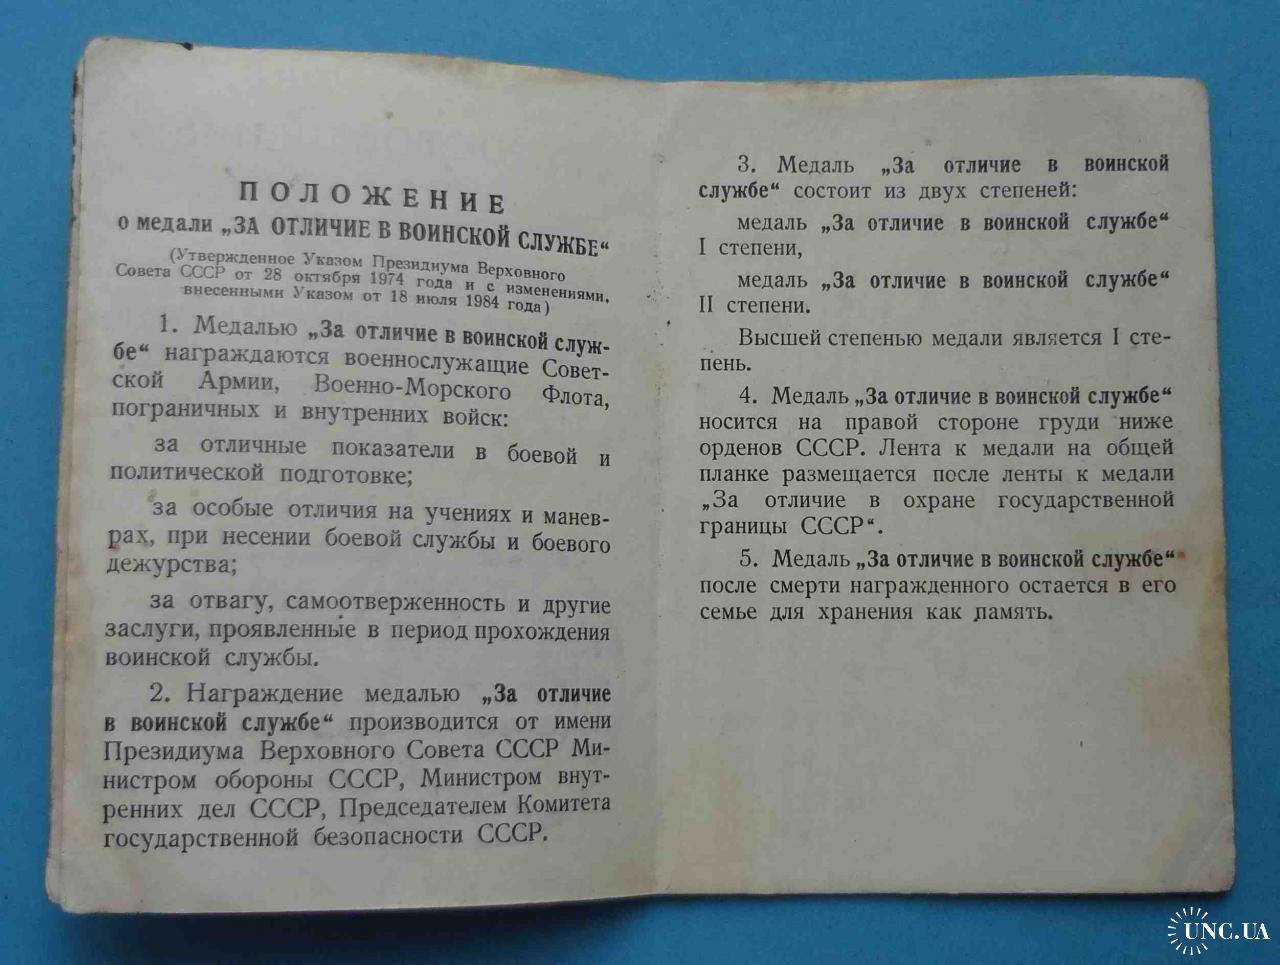 ПОЛОЖЕНИЕ
о медали „ЗА ОТЛИЧИЕ В ВОИНСКОЙ СЛУЖБЕ“
(Утвержденное Указом Президиума Верховного
Совета СССР от 28 октября 1974 года и с изменениями,
внесенными Указом от 18 июля 1984 года)
1. Медалью „За отличие в воинской служ-
бе“ награждаются военнослужащие Совет-
ской Армии, Военно-Морского Флота,
пограничных и внутренних войск:
за отличные показатели в боевой и
политической подготовке;
за особые отличия на учениях и манев-
рах, при несении боевой службы и боевого
дежурства;
за отвагу, самоотверженность и другие
заслуги, проявленные в период прохождения
воинской службы.
2. Награждение медалью „За отличие
в воинской службе“ производится от имени
Президиума Верховного Совета СССР Ми-
нистром обороны СССР, Министром внут-
ренних дел СССР, Председателем Комитета
государственной безопасности СССР.
3. Медаль „За отличие в воинской
службе“ состоит из двух степеней:
медаль „За отличие в воинской службе“
I степени,
медаль „За отличие в воинской службе“
II степени.
Высшей степенью медали является I сте-
пень.
4. Медаль „За отличие в воинской службе“
носится на правой стороне груди ниже
орденов СССР. Лента к медали на общей
планке размещается после ленты к медали
„За отличие в охране государственной
границы СССР“.
5. Медаль „За отличие в воинской службе“
после смерти награжденного остается в его
семье для хранения как память.
UNC.UA